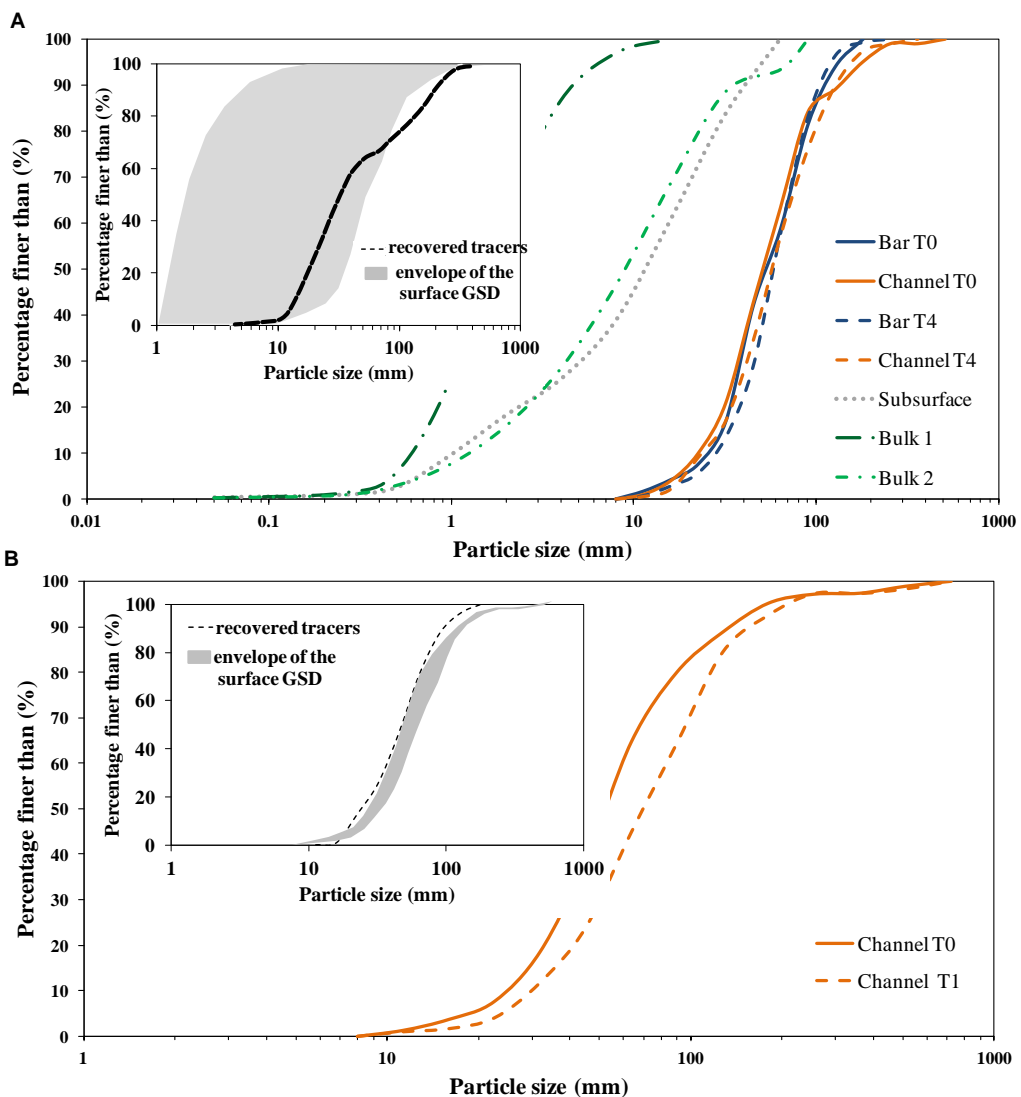 A
Percentage finer than (%)
100
90
80
70
60
50
40
30
20
10
0
0.01
0.1
1
10
100
1000
Particle size (mm)
Percentage finer than (%)
100
80
60
40
20
0
1
10
100
1000
Particle size (mm)
recovered tracers
envelope of the
surface GSD
Bar T0
Channel T0
Bar T4
Channel T4
Subsurface
Bulk 1
Bulk 2
B
Percentage finer than (%)
100
90
80
70
60
50
40
30
20
10
0
1
10
100
1000
Particle size (mm)
Percentage finer than (%)
100
80
60
40
20
0
1
10
100
1000
Particle size (mm)
recovered tracers
envelope of the
surface GSD
Channel T0
Channel T1